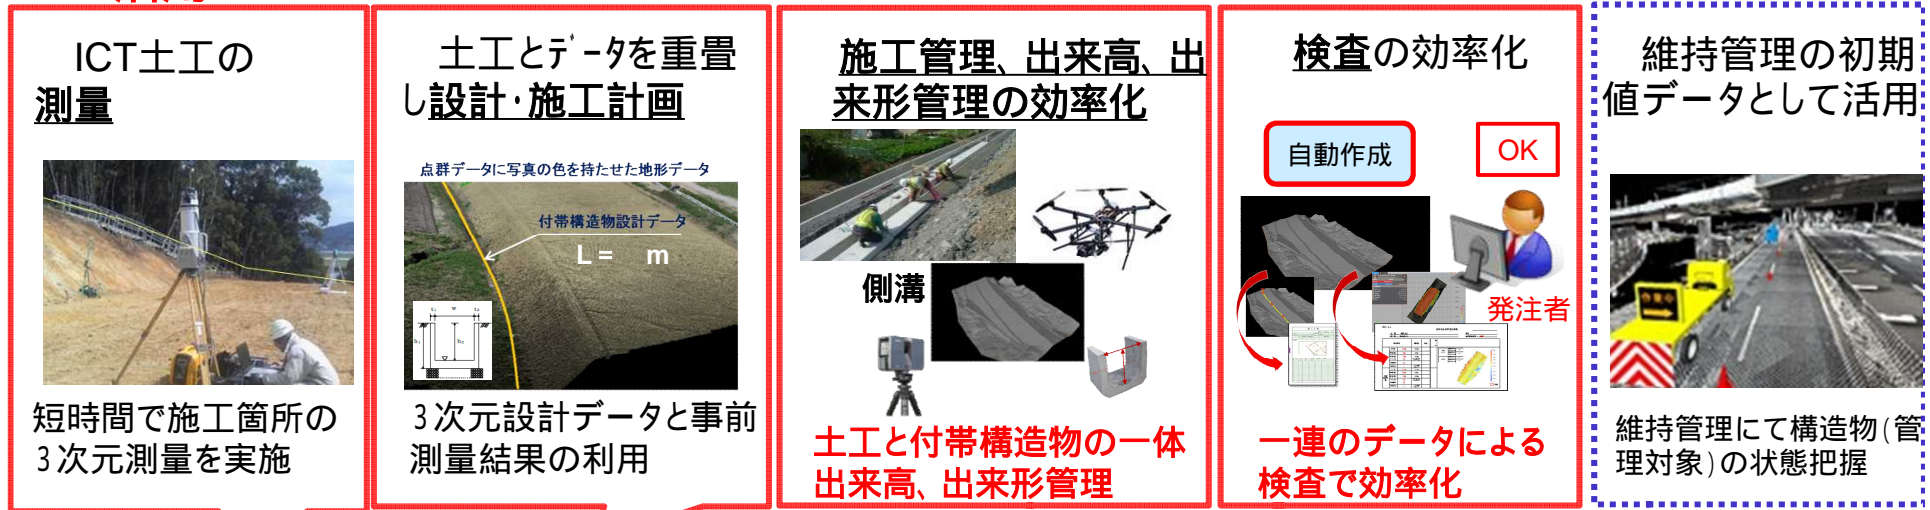 ICT土工の
測量
短時間で施工箇所の
3次元測量を実施
土工とデータを重畳
し設計・施工計画
点群データに写真の色を持たせた地形データ
付帯構造物設計データ
L = m
3次元設計データと事前
測量結果の利用
施工管理、出来高、出
来形管理の効率化
側溝
土工と付帯構造物の一体
出来高、出来形管理
検査の効率化
自動作成
OK
発注者
一連のデータによる
検査で効率化
維持管理の初期
値データとして活用
維持管理にて構造物(管
理対象)の状態把握